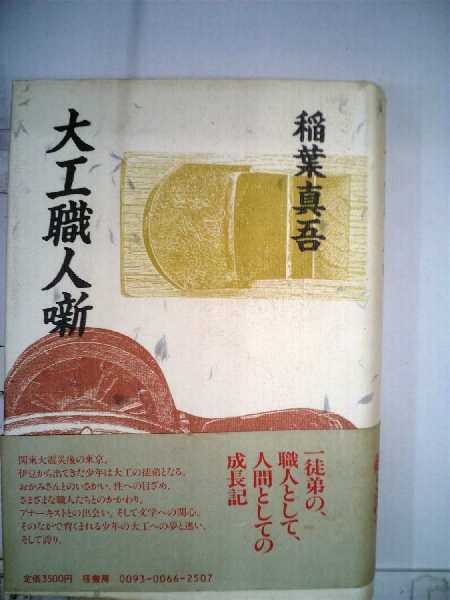 稲葉真吾
大工職人噺
一徒弟の、
職人として、
人間としての
成長記
関東大震災後の東京。
伊豆から出てきた少年は大工の徒弟となる。
おかみさんとのいさかい、性への目ざめ、
さまざまな職人たちとのかかわり、
アナーキストとの出会い。そして文学への関心。
そのなかで育くまれる少年の大工への夢と迷い、
そして誇り。
定価3500円 径書房 0093-0066-2507